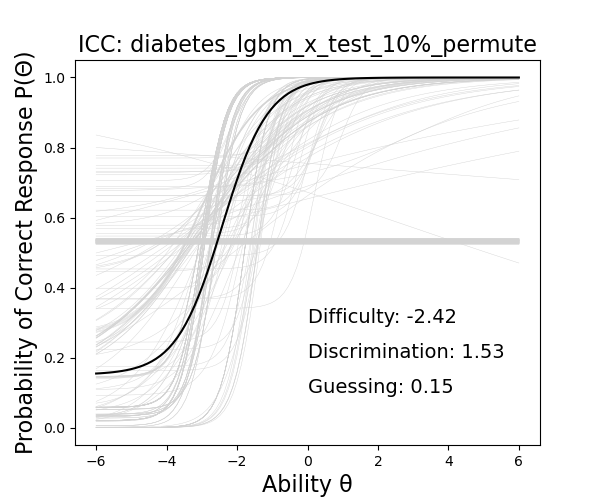 ICC: diabetes_lgbm_x_test_10%_permute
Probability of Correct Response P(Θ)
1.0
0.8
0.6
0.4
0.2
0.0
Difficulty: -2.42
Discrimination: 1.53
Guessing: 0.15
−6 −4 −2 0 2 4 6
Ability θ